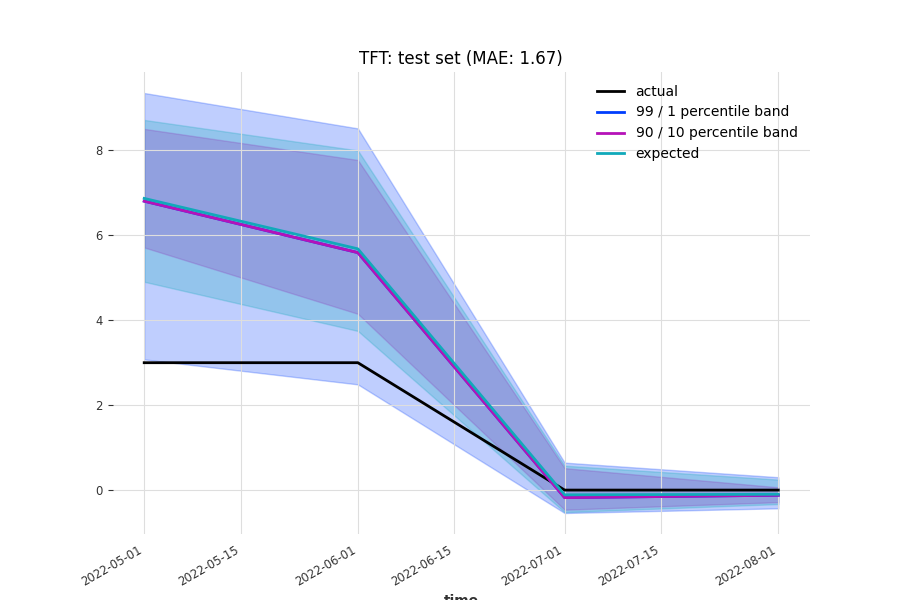 TFT: test set (MAE: 1.67)
actual
99 / 1 percentile band
90 / 10 percentile band
expected
8
6
4
2
0
2022-05-01
2022-05-15
2022-06-01
2022-06-15
2022-07-01
2022-07-15
2022-08-01
time